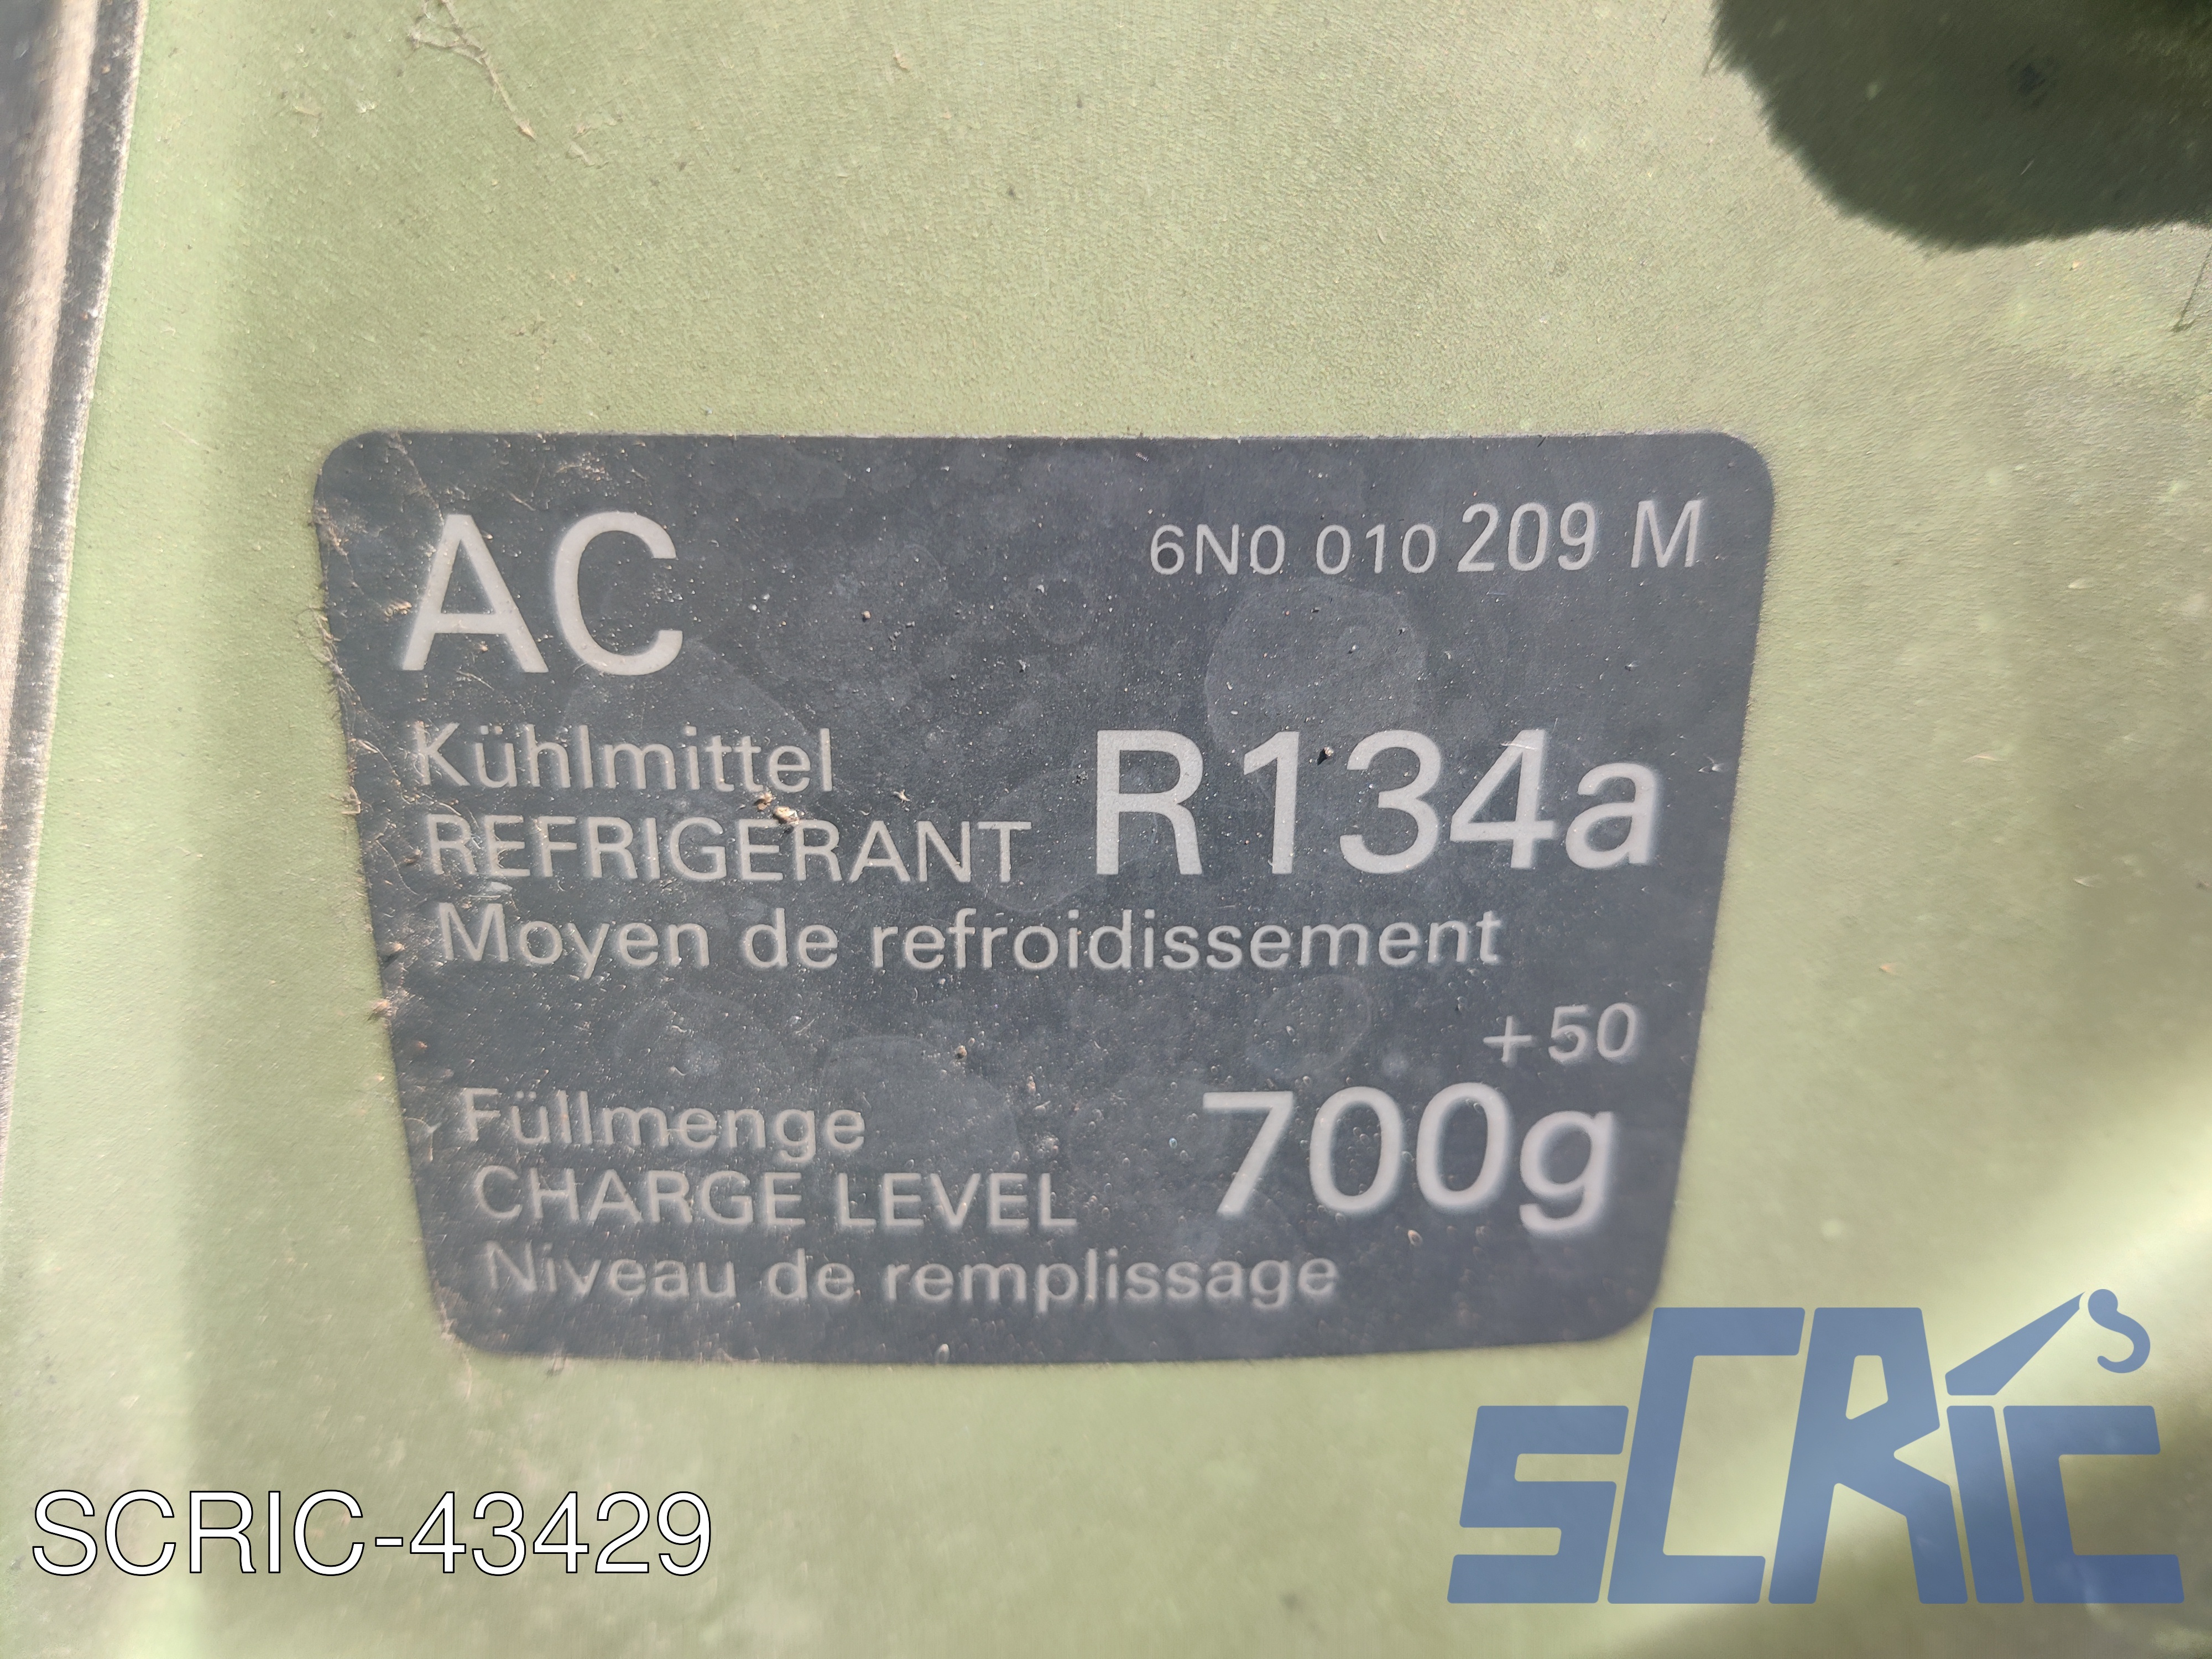 AC
6N0 010 209 M
Kühlmittel
REFRIGERANT R134a
Moyen de refroidissement
+50
Füllmenge
CHARGE LEVEL 700g
Niveau de remplissage
SCRIC
SCRIC-43429